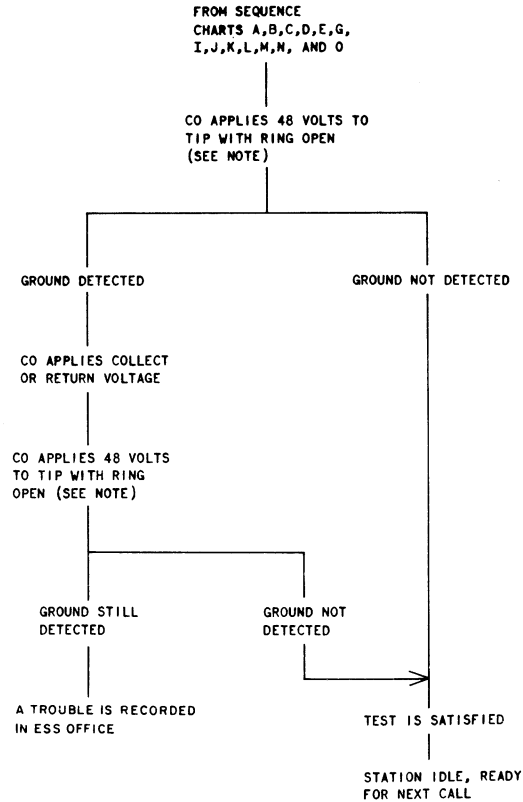 FROM SEQUENCE
CHARTS A,B,C,D,E,G,
I,J,K,L,M,N, AND O
CO APPLIES 48 VOLTS TO
TIP WITH RING OPEN
(SEE NOTE)
GROUND DETECTED
GROUND NOT DETECTED
CO APPLIES COLLECT
OR RETURN VOLTAGE
CO APPLIES 48 VOLTS
TO TIP WITH RING
OPEN (SEE NOTE)
GROUND STILL
DETECTED
GROUND NOT
DETECTED
A TROUBLE IS RECORDED
IN ESS OFFICE
TEST IS SATISFIED
STATION IDLE, READY
FOR NEXT CALL